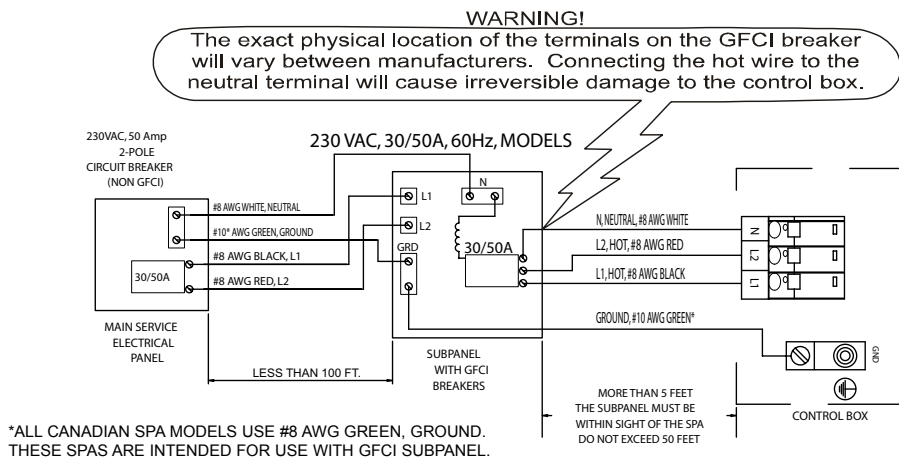 WARNING!
The exact physical location of the terminals on the GFCI breaker
will vary between manufacturers. Connecting the hot wire to the
neutral terminal will cause irreversible damage to the control box.
230VAC, 50 Amp
2-POLE
CIRCUIT BREAKER
(NON GFCI)
230 VAC, 30/50A, 60Hz, MODELS
#8 AWG WHITE, NEUTRAL
#10* AWG GREEN, GROUND
#8 AWG BLACK, L1
#8 AWG RED, L2
30/50A
MAIN SERVICE
ELECTRICAL
PANEL
LESS THAN 100 FT.
L1
L2
GRD
N
30/50A
SUBPANEL
WITH GFCI
BREAKERS
N, NEUTRAL, #8 AWG WHITE
L2, HOT, #8 AWG RED
L1, HOT, #8 AWG BLACK
GROUND, #10 AWG GREEN*
MORE THAN 5 FEET
THE SUBPANEL MUST BE
WITHIN SIGHT OF THE SPA
DO NOT EXCEED 50 FEET
N
L2
L1
GND
CONTROL BOX
*ALL CANADIAN SPA MODELS USE #8 AWG GREEN, GROUND.
THESE SPAS ARE INTENDED FOR USE WITH GFCI SUBPANEL.